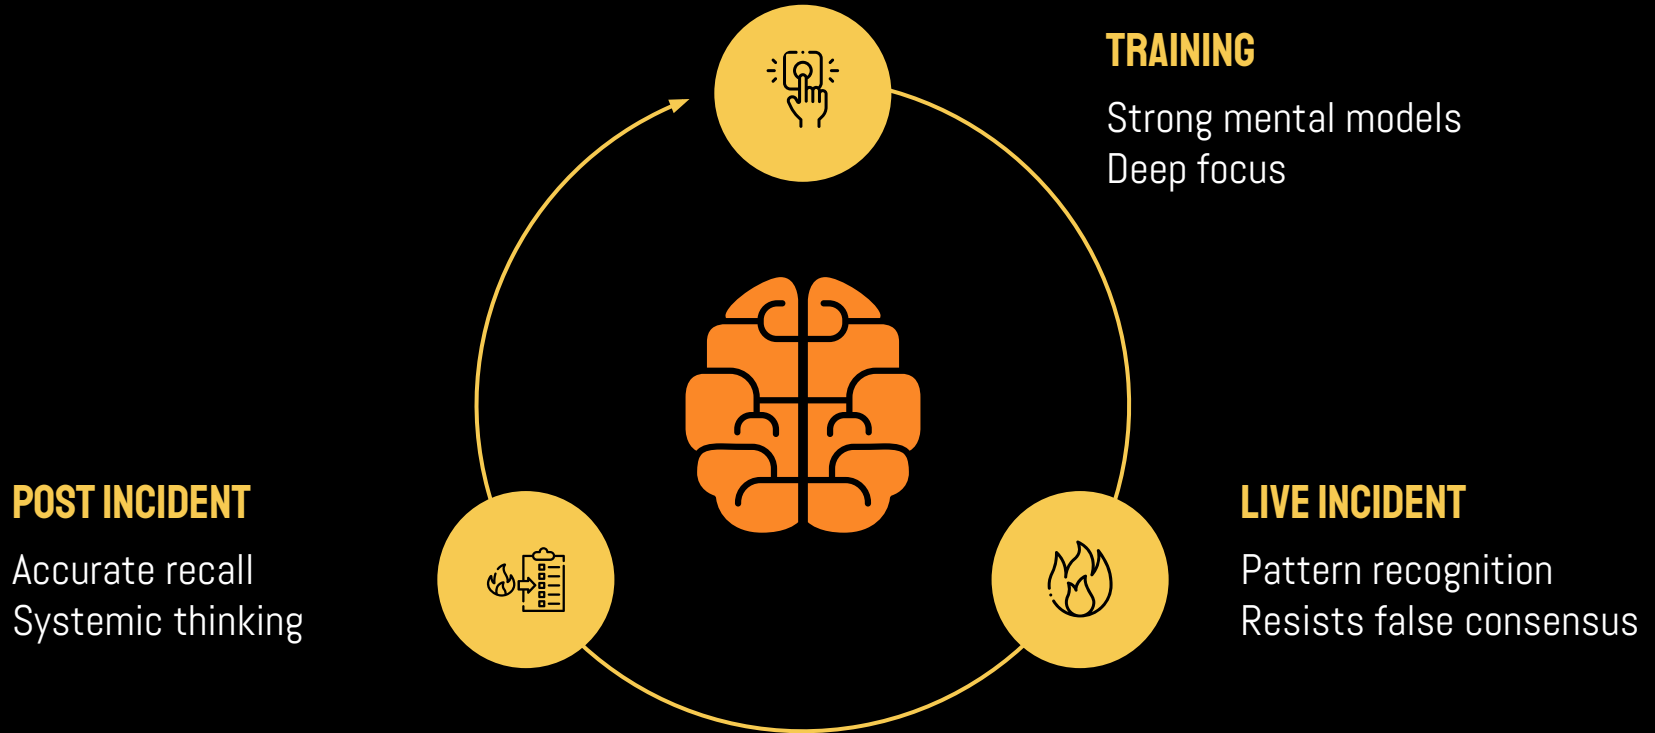 TRAINING
Strong mental models
Deep focus
POST INCIDENT
Accurate recall
Systemic thinking
LIVE INCIDENT
Pattern recognition
Resists false consensus